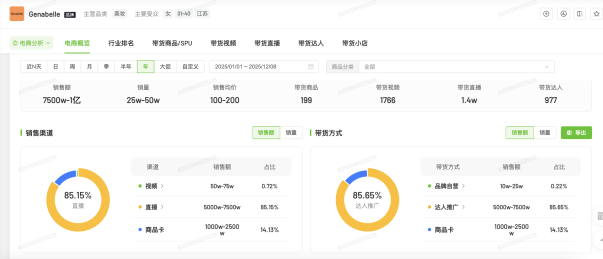 Genabelle 品牌 主营品类 美妆 主要受众 女 31-40 江苏
电商分析 电商概览 行业排名 带货商品/SPU 带货视频 带货直播 带货达人 带货小店
近N天 日 周 月 季 半年 年 大促 自定义 2025/01/01 ~ 2025/12/08 商品分类 全部
销售额 销量 销售均价 带货商品 带货视频 带货直播 带货达人
7500w-1亿 25w-50w 100-200 199 1766 1.4w 977
销售渠道 销售额 销量
85.15%
直播
渠道 销售额 占比
视频 50w-75w 0.72%
直播 5000w-7500w 85.15%
商品卡 1000w-2500w 14.13%
带货方式 销售额 销量 导出
85.65%
达人推广
带货方式 销售额 占比
品牌自营 10w-25w 0.22%
达人推广 5000w-7500w 85.65%
商品卡 1000w-2500w 14.13%